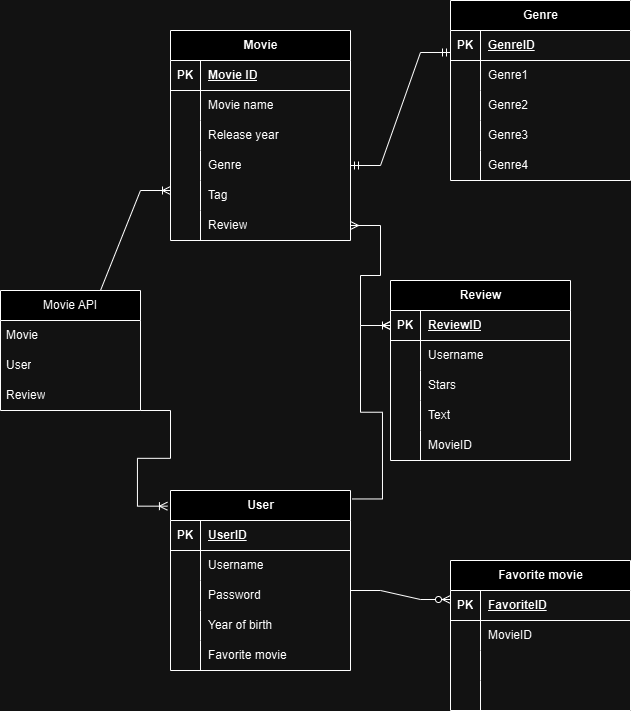 Genre
PK GenreID
Genre1
Genre2
Genre3
Genre4
Movie
PK Movie ID
Movie name
Release year
Genre
Tag
Review
Movie API
Movie
User
Review
Review
PK ReviewID
Username
Stars
Text
MovieID
User
PK UserID
Username
Password
Year of birth
Favorite movie
Favorite movie
PK FavoriteID
MovieID